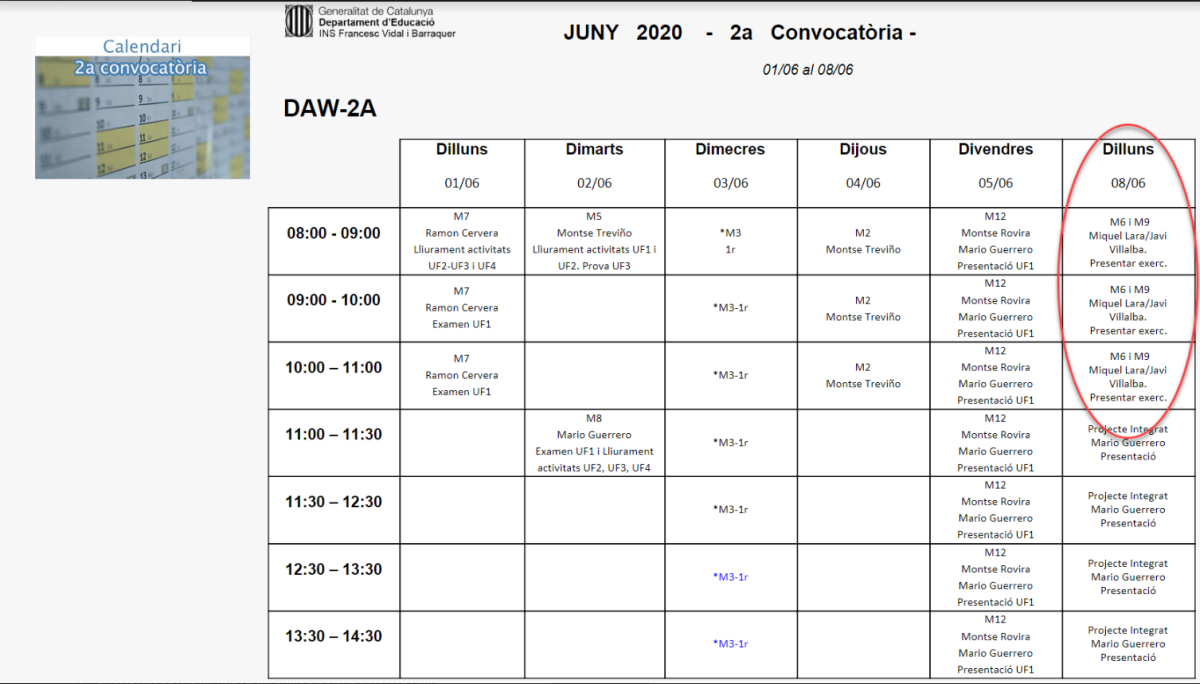 Generalitat de Catalunya
Departament d'Educació
INS Francesc Vidal i Barraquer
JUNY 2020 - 2a Convocatòria -
01/06 al 08/06
Calendari
2a convocatòria
DAW-2A
Dilluns
01/06
Dimarts
02/06
Dimecres
03/06
Dijous
04/06
Divendres
05/06
Dilluns
08/06
08:00 - 09:00
M7
Ramon Cervera
Lliurament activitats
UF2-UF3 i UF4
M5
Montse Treviño
Lliurament activitats UF1 i
UF2. Prova UF3
*M3
1r
M2
Montse Treviño
M12
Montse Rovira
Mario Guerrero
Presentació UF1
M6 i M9
Miquel Lara/Javi
Villalba.
Presentar exerc.
09:00 - 10:00
M7
Ramon Cervera
Examen UF1
*M3-1r
M2
Montse Treviño
M12
Montse Rovira
Mario Guerrero
Presentació UF1
M6 i M9
Miquel Lara/Javi
Villalba.
Presentar exerc.
10:00 – 11:00
M7
Ramon Cervera
Examen UF1
*M3-1r
M2
Montse Treviño
M12
Montse Rovira
Mario Guerrero
Presentació UF1
M6 i M9
Miquel Lara/Javi
Villalba.
Presentar exerc.
11:00 – 11:30
M8
Mario Guerrero
Examen UF1 i Lliurament
activitats UF2, UF3, UF4
*M3-1r
M12
Montse Rovira
Mario Guerrero
Presentació UF1
Projecte Integrat
Mario Guerrero
Presentació
11:30 – 12:30
*M3-1r
M12
Montse Rovira
Mario Guerrero
Presentació UF1
Projecte Integrat
Mario Guerrero
Presentació
12:30 – 13:30
*M3-1r
M12
Montse Rovira
Mario Guerrero
Presentació UF1
Projecte Integrat
Mario Guerrero
Presentació
13:30 – 14:30
*M3-1r
M12
Montse Rovira
Mario Guerrero
Presentació UF1
Projecte Integrat
Mario Guerrero
Presentació